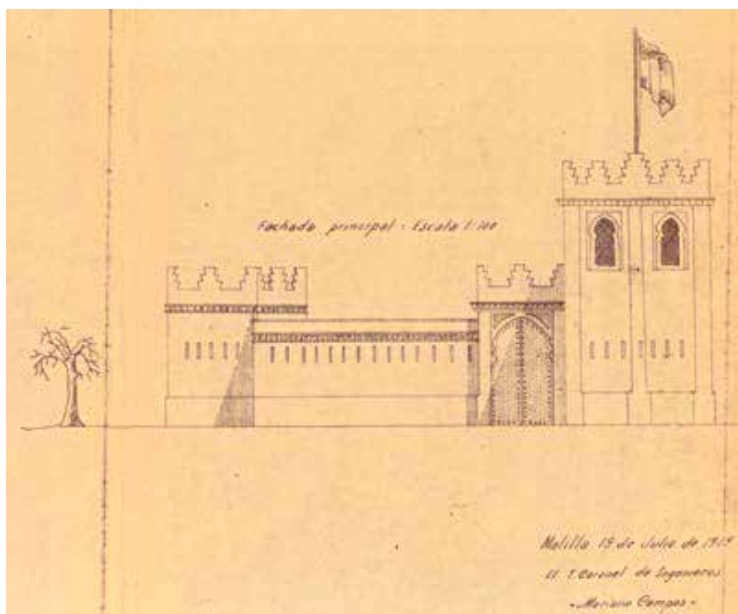 Fachada principal - Escala 1:100
Melilla 19 de Julio de
El T. Coronel de Ingenieros
- Mariano Campos -